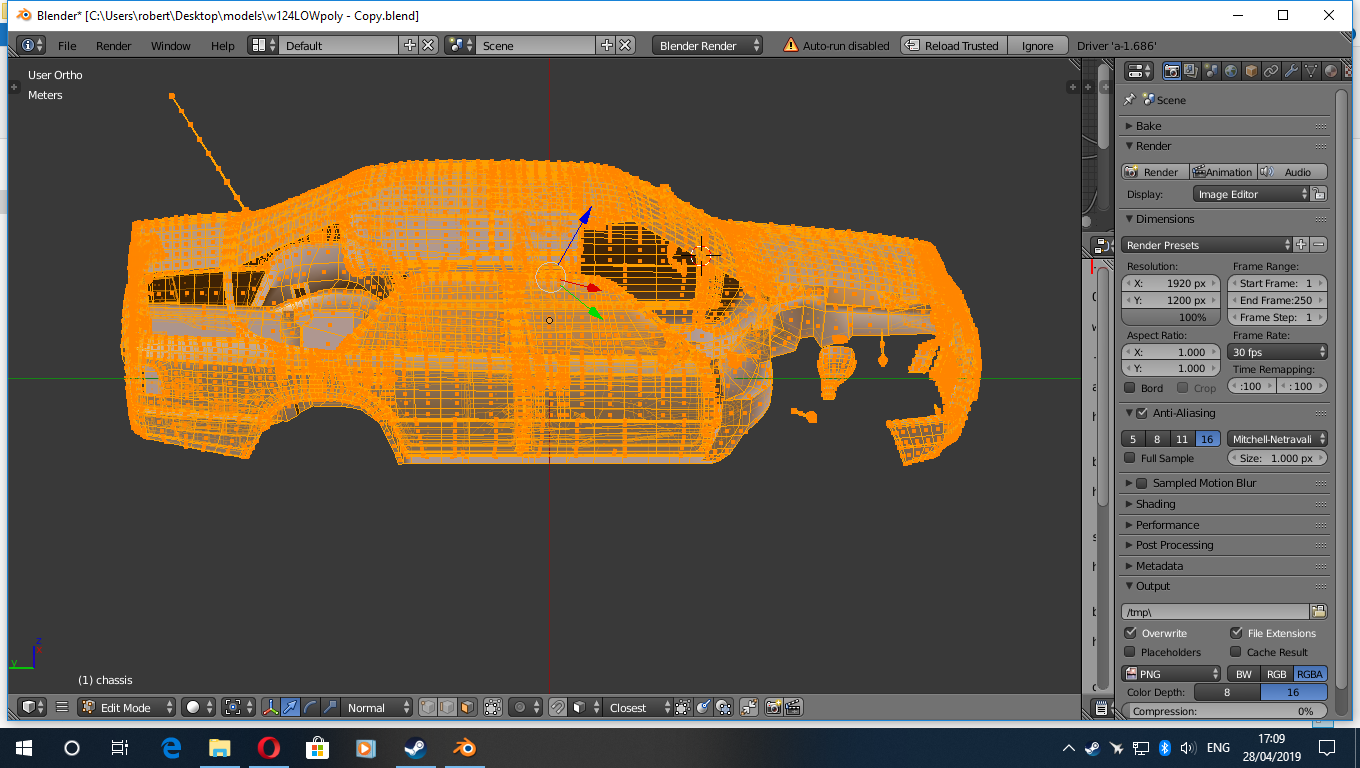 Blender* [C:\Users\robert\Desktop\models\w124LOWpoly - Copy.blend]
File Render Window Help Default Scene Blender Render Auto-run disabled Reload Trusted Ignore Driver 'a-1.686'
User Ortho
Meters
Scene
Bake
Render
Render Animation Audio
Display: Image Editor
Dimensions
Render Presets
Resolution: Frame Range:
X: 1920 px Start Frame: 1
Y: 1200 px End Frame:250
100% Frame Step: 1
Aspect Ratio: Frame Rate:
X: 1.000 30 fps
Y: 1.000 Time Remapping:
Bord Crop :100 :100
Anti-Aliasing
5 8 11 16 Mitchell-Netravali
Full Sample Size: 1.000 px
Sampled Motion Blur
Shading
Performance
Post Processing
Metadata
Output
/tmp\
Overwrite File Extensions
Placeholders Cache Result
PNG BW RGB RGBA
Color Depth: 8 16
Compression: 0%
z
y
(1) chassis
Edit Mode Normal Closest
ENG 17:09
28/04/2019